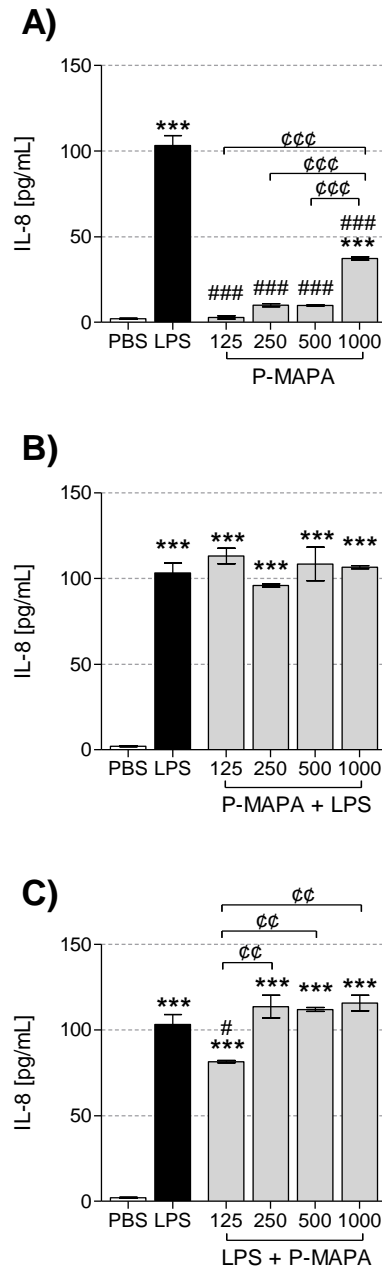 A)
150
¢¢¢
***
¢¢¢
100
¢¢¢
IL-8 [pg/mL]
###
50
***
### ### ###
0
PBS LPS 125 250 500 1000
P-MAPA
B)
150
*** *** *** *** ***
100
IL-8 [pg/mL]
50
0
PBS LPS 125 250 500 1000
P-MAPA + LPS
C)
¢¢
¢¢
150
¢¢
*** *** *** ***
#
***
100
IL-8 [pg/mL]
50
0
PBS LPS 125 250 500 1000
LPS + P-MAPA